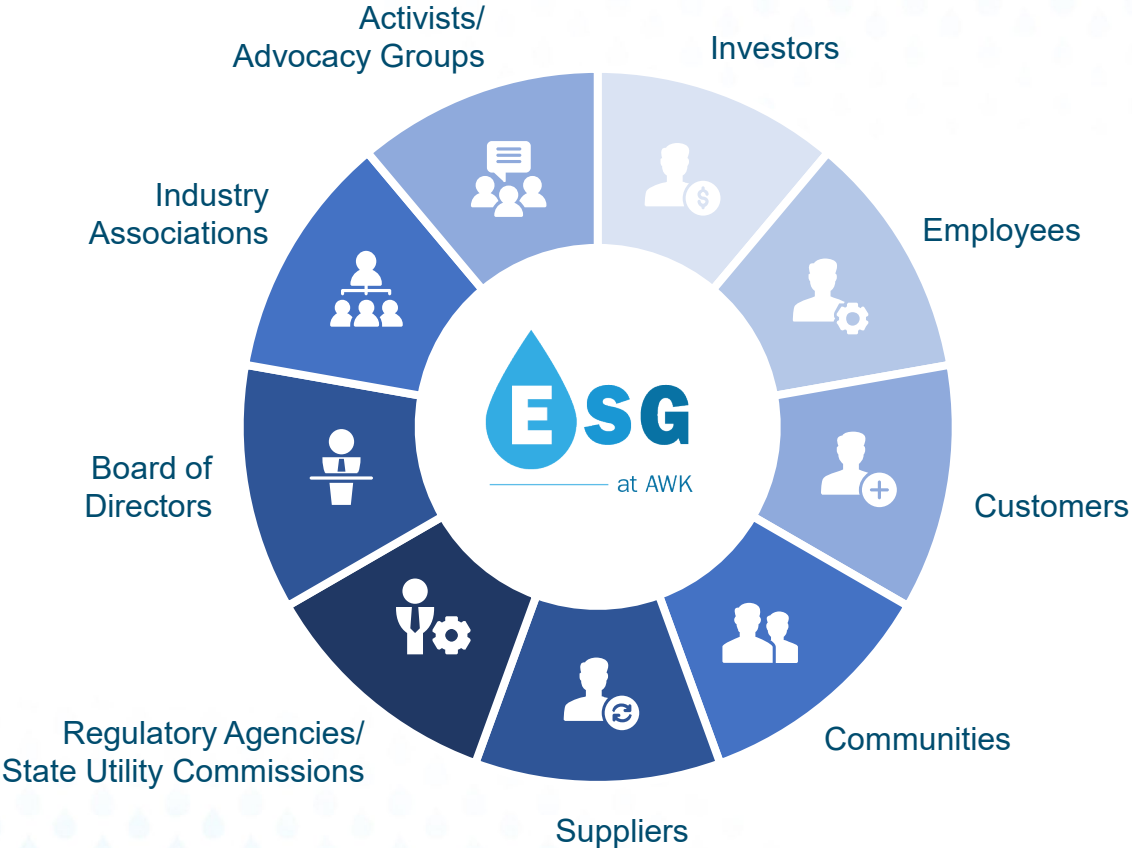 Activists/
Advocacy Groups
Investors
Industry
Associations
Employees
$
ESG
at AWK
Board of
Directors
Customers
Regulatory Agencies/
State Utility Commissions
Communities
Suppliers